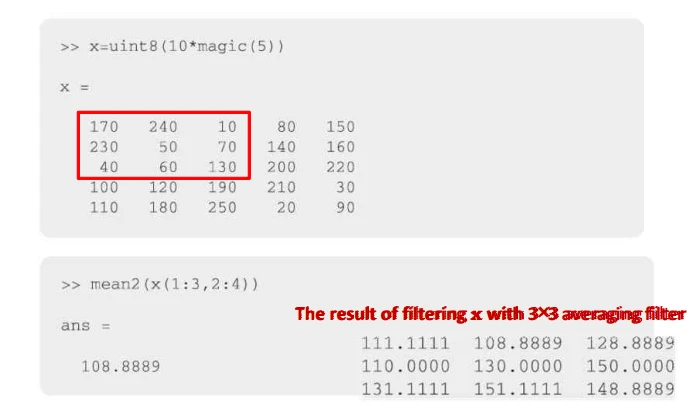 >> x=uint8(10*magic(5))
x =
170 240 10 80 150
230 50 70 140 160
40 60 130 200 220
100 120 190 210 30
110 180 250 20 90
>> mean2(x(1:3,2:4))
The result of filtering x with 3×3 averaging filter
ans =
111.1111 108.8889 128.8889
108.8889
110.0000 130.0000 150.0000
131.1111 151.1111 148.8889